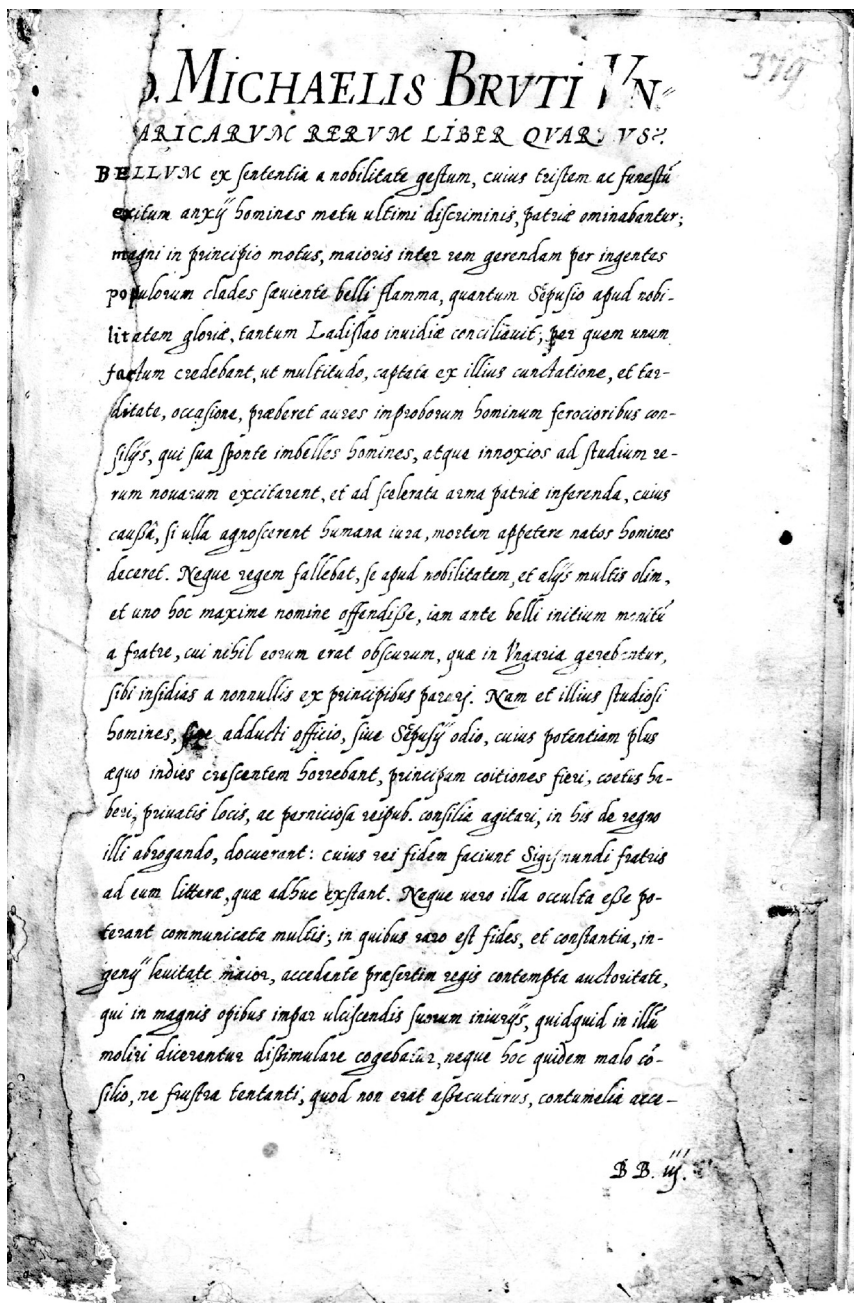 379
O. MICHAELIS BRVTI VN=
ARICARVM RERVM LIBER QVARTVS.
BELLVM ex sententia a nobilitate gestum, cuius tristem ac funestū
exitum anxij homines metu ultimi discriminis, patriæ ominabantur;
magni in principio motus, maioris inter rem gerendam per ingentes
populorum clades sæuiente belli flamma, quantum Sepusio apud nobi-
litatem gloriæ, tantum Ladislao inuidiæ conciliauit; per quem unum
factum credebant, ut multitudo, captata ex illius cunctatione, et tar-
ditate, occasione, præberet aures improborum hominum ferocioribus con-
silijs, qui sua sponte imbelles homines, atque innoxios ad studium re-
rum nouarum excitarent, et ad scelerata arma patriæ inferenda, cuius
caussâ, si ulla agnoscerent humana iura, mortem appetere natos homines
deceret. Neque regem fallebat, se apud nobilitatem, et alijs multis olim,
et uno hoc maxime nomine offendisse, iam ante belli initium monitū
a fratre, cui nihil eorum erat obscurum, quæ in Vngaria gerebantur,
sibi insidias a nonnullis ex principibus parari. Nam et illius studiosi
homines, siue adducti officio, siue Sepusij odio, cuius potentiam plus
æquo indies crescentem horrebant, principum coitiones fieri, coetus ha-
beri, priuatis locis, ac perniciosa reipub. consilia agitari, in his de regno
illi abrogando, docuerant: cuius rei fidem faciunt Sigismundi fratris
ad eum litteræ, quæ adhuc exstant. Neque uero illa occulta esse po-
terant communicata multis; in quibus raro est fides, et constantia, in-
genij leuitate maior, accedente præsertim regis contempta auctoritate,
qui in magnis opibus impar ulciscendis suorum iniurijs, quidquid in illū
moliri dicerentur dissimulare cogebatur, neque hoc quidem malo cō-
silio, ne frustra tentanti, quod non erat assecuturus, contumelia acce-
B B. iij.